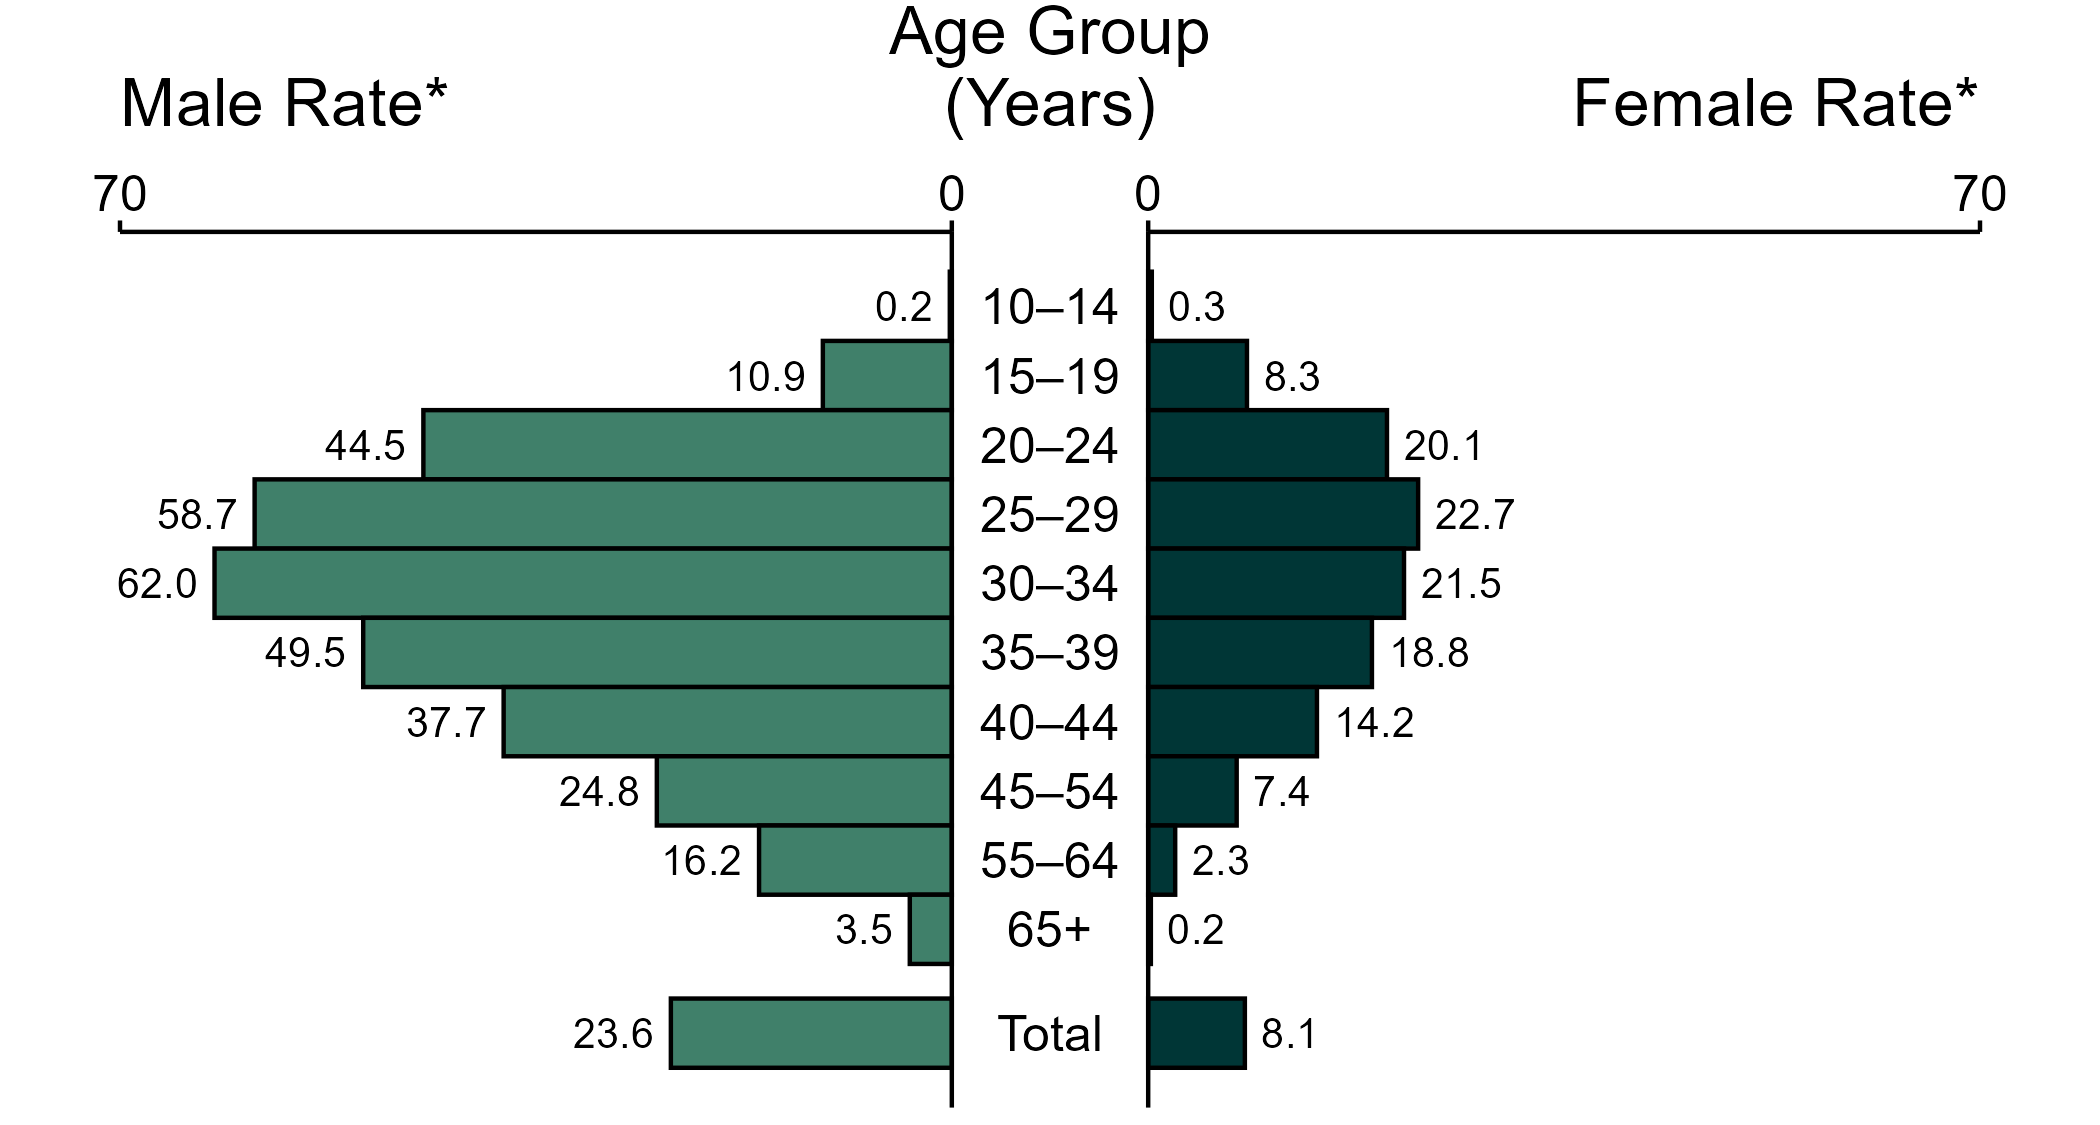 Age Group
Male Rate* (Years) Female Rate*
70 0 0 70
0.2 10–14 0.3
10.9 15–19 8.3
44.5 20–24 20.1
58.7 25–29 22.7
62.0 30–34 21.5
49.5 35–39 18.8
37.7 40–44 14.2
24.8 45–54 7.4
16.2 55–64 2.3
3.5 65+ 0.2
23.6 Total 8.1